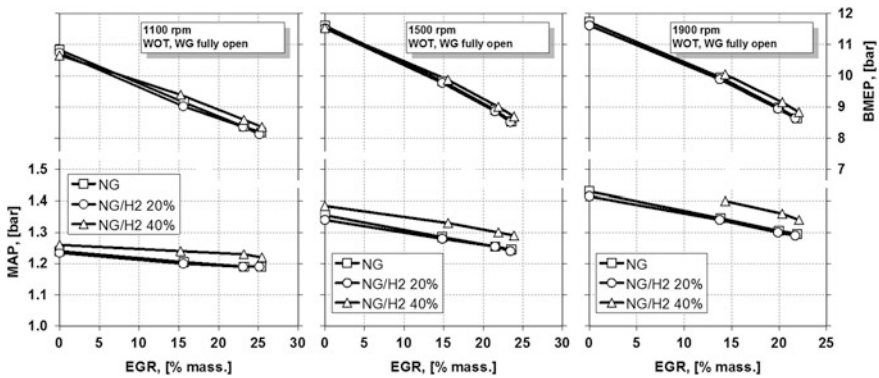 1100 rpm
WOT, WG fully open
1500 rpm
WOT, WG fully open
1900 rpm
WOT, WG fully open
12
11
10
9
8
7
BMEP, [bar]
MAP, [bar]
1.5
1.4
1.3
1.2
1.1
1.0
NG
NG/H2 20%
NG/H2 40%
NG
NG/H2 20%
NG/H2 40%
NG
NG/H2 20%
NG/H2 40%
0 5 10 15 20 25 30
0 5 10 15 20 25 30
0 5 10 15 20 25
EGR, [% mass.]
EGR, [% mass.]
EGR, [% mass.]